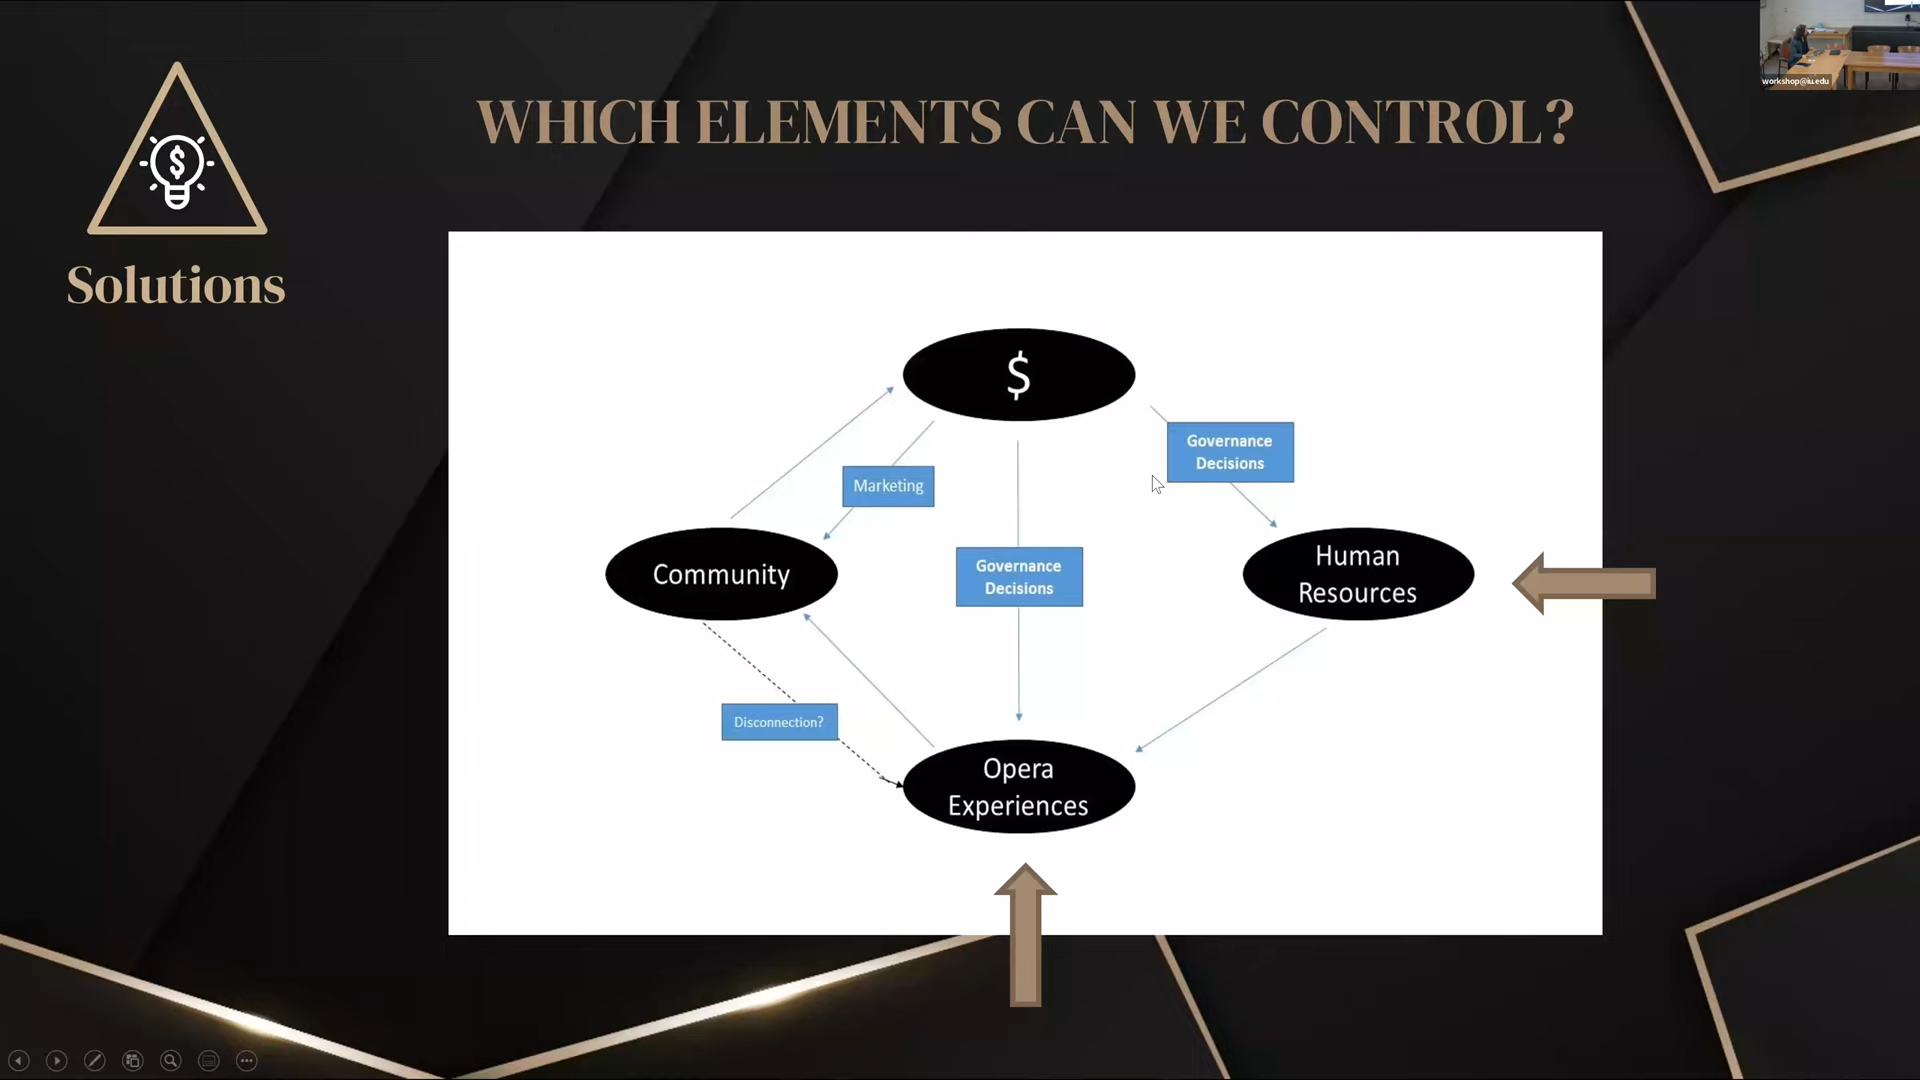 workshop@iu.edu
WHICH ELEMENTS CAN WE CONTROL?
$
Solutions
$
Governance
Decisions
Marketing
Governance
Decisions
Community
Human
Resources
Disconnection?
Opera
Experiences